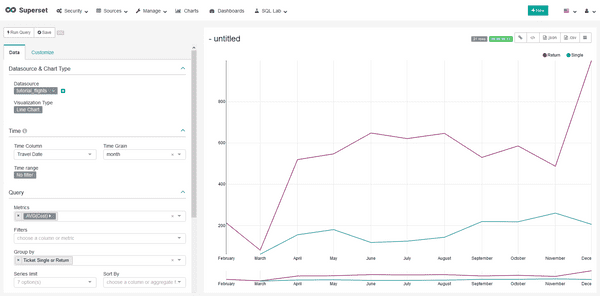 Superset
Security Sources Manage Charts Dashboards SQL Lab
New
Run Query Save
Data Customize
Datasource & Chart Type
Datasource
tutorial_flights
Visualization Type
Line Chart
Time
Time Column Time Grain
Travel Date month
Time range
No filter
Query
Metrics
AVG(Cost)
Filters
choose a column or metric
Group by
Ticket Single or Return
Series limit Sort By
7 option(s) choose a column or aggregate f
- untitled
.json .csv
Return Single
800
600
400
200
February March April May June July August September October November Dece
February March April May June July August September October November Dece